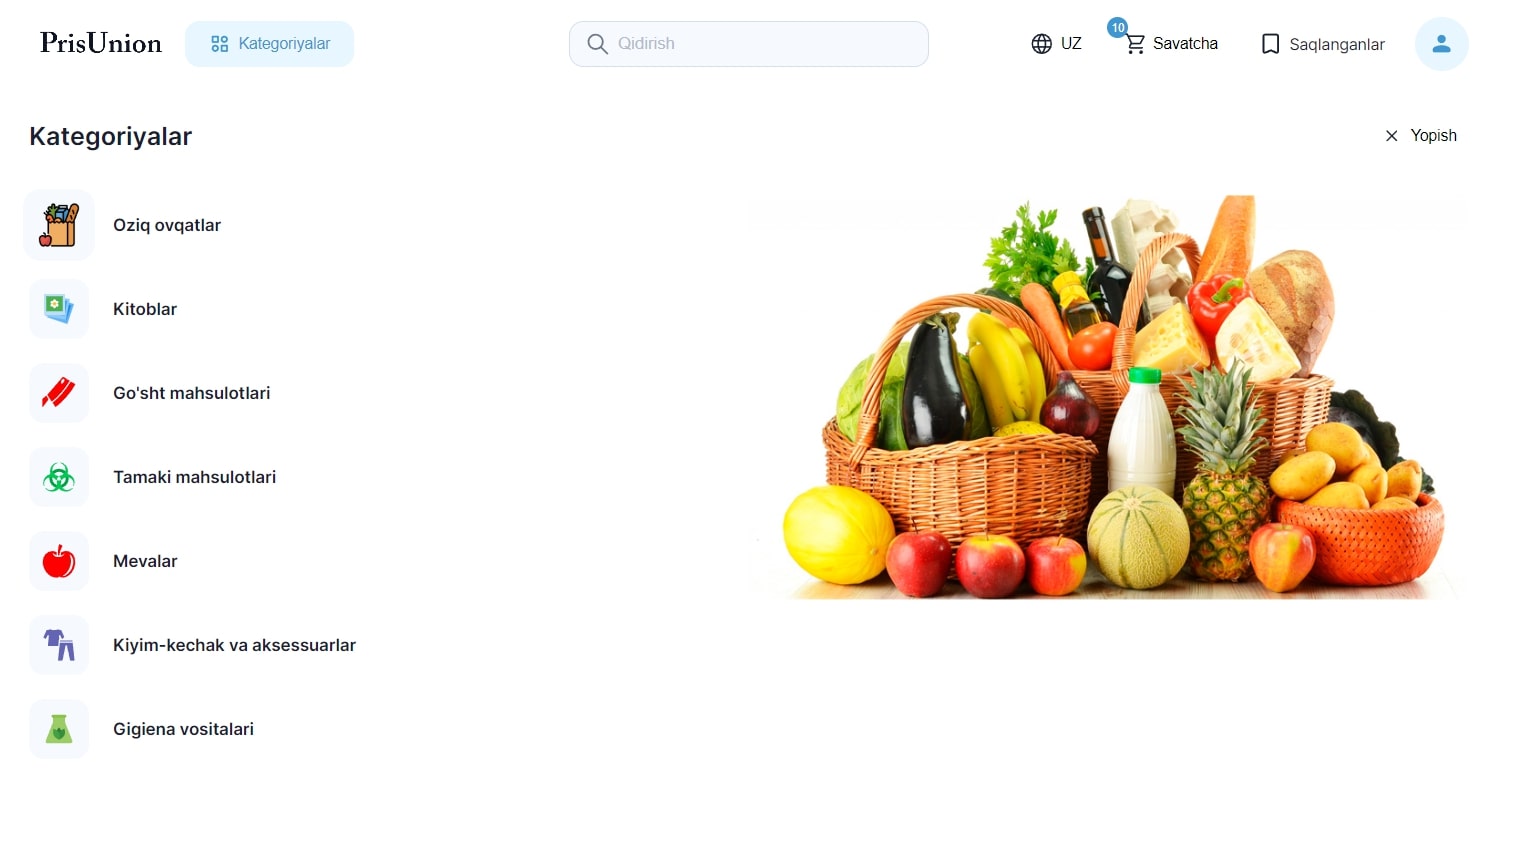 PrisUnion
Kategoriyalar
Qidirish
UZ
10
Savatcha
Saqlanganlar
Kategoriyalar
Yopish
Oziq ovqatlar
Kitoblar
Go'sht mahsulotlari
Tamaki mahsulotlari
Mevalar
Kiyim-kechak va aksessuarlar
Gigiena vositalari